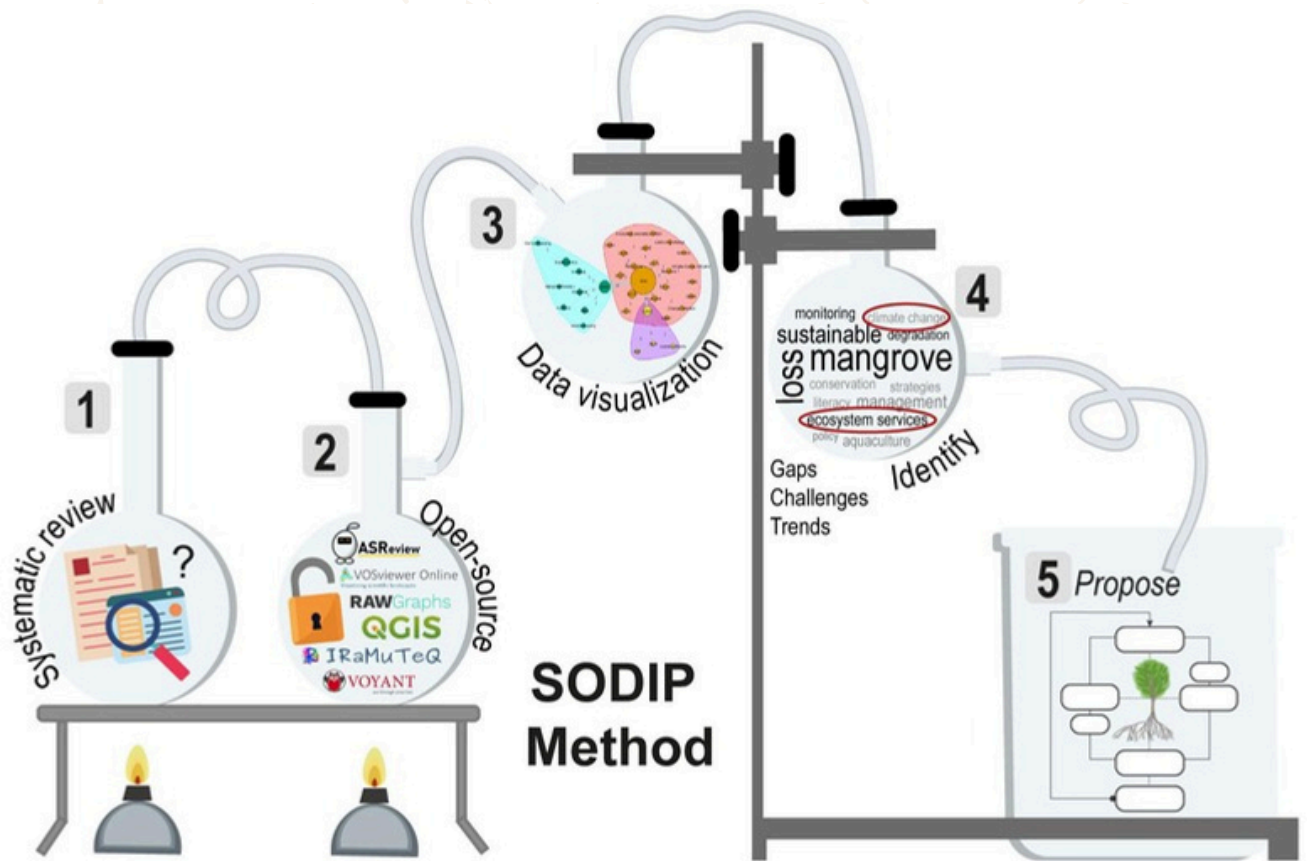 1
Systematic review
?
2
Open-source
ASReview
VOSviewer Online
RAWGraphs
QGIS
IRaMuTeQ
VOYANT
3
Data visualization
4
monitoring climate change
sustainable degradation
loss mangrove
conservation strategies
literacy management
ecosystem services
policy aquaculture
Identify
Gaps
Challenges
Trends
5 Propose
SODIP
Method